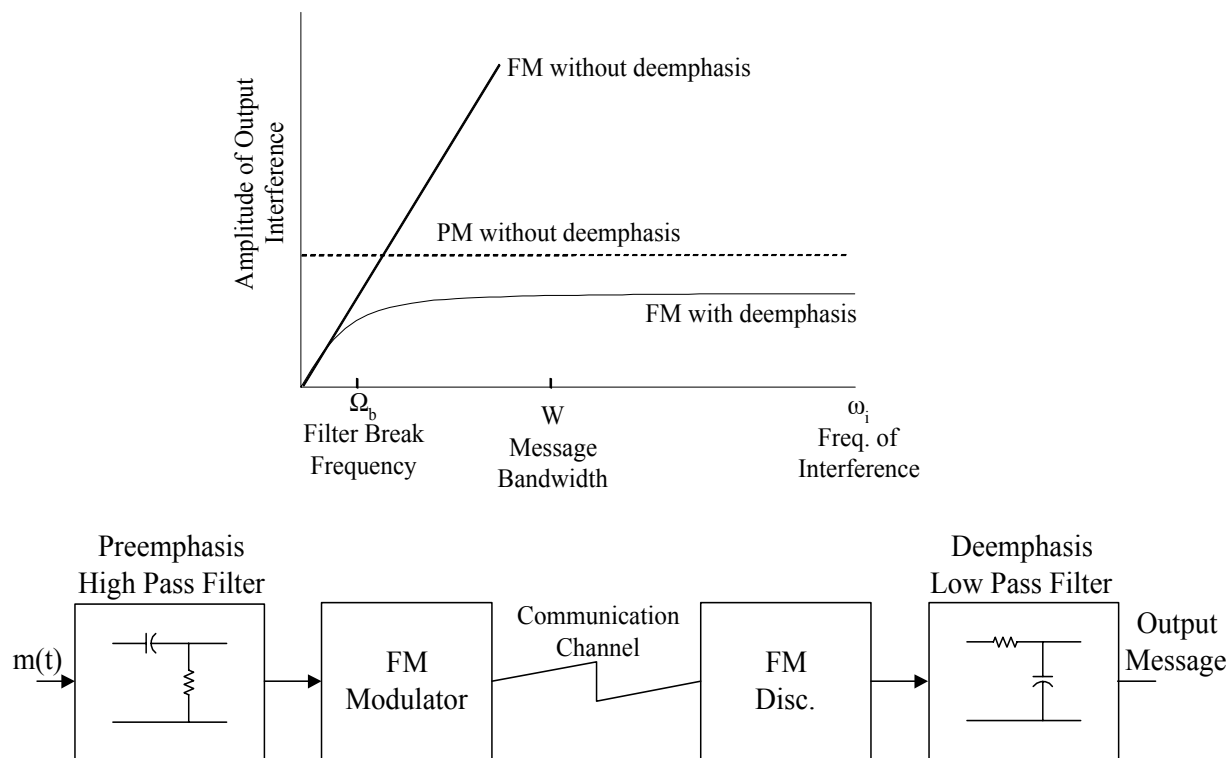 FM without deemphasis
Amplitude of Output
Interference
PM without deemphasis
FM with deemphasis
Ω_b
Filter Break
Frequency
W
Message
Bandwidth
ω_i
Freq. of
Interference
Preemphasis
High Pass Filter
m(t)
FM
Modulator
Communication
Channel
FM
Disc.
Deemphasis
Low Pass Filter
Output
Message